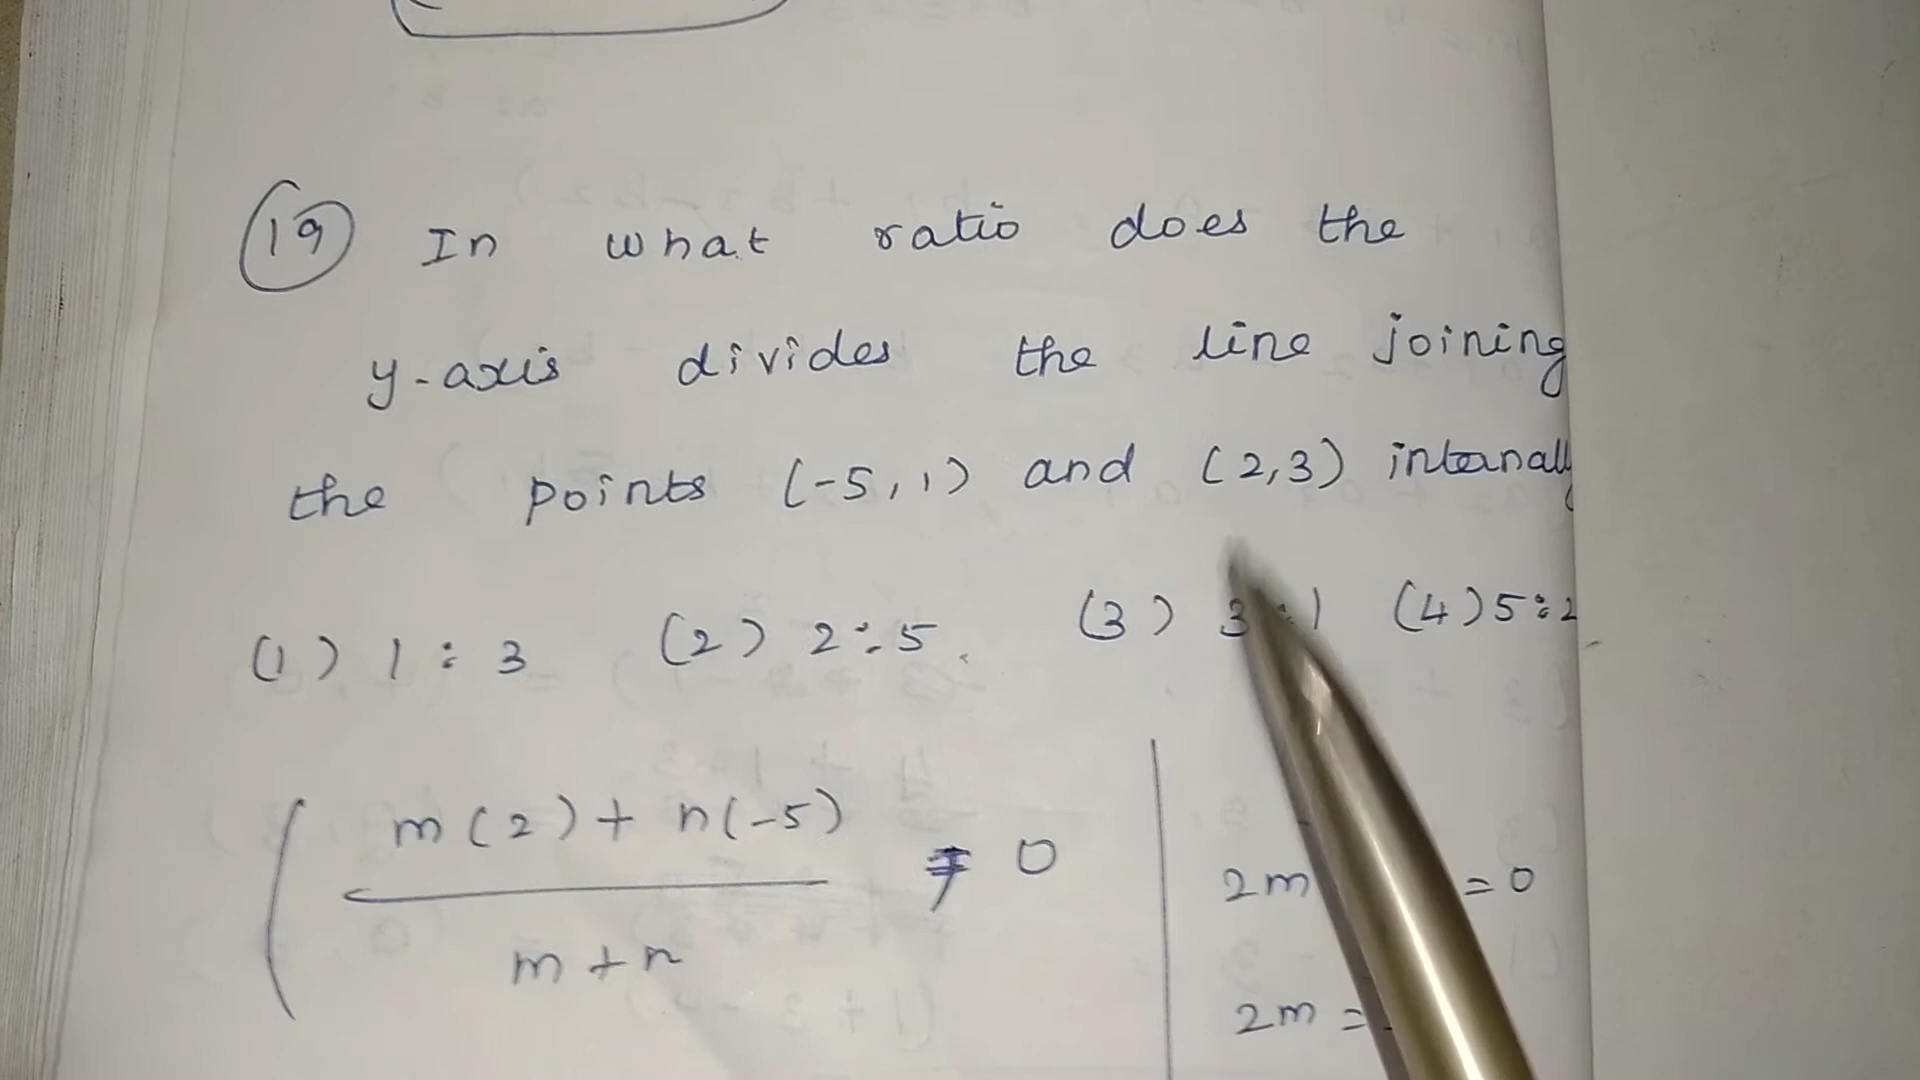 (19) In what ratio does the
y-axis divides the line joining
the points (-5,1) and (2,3) internally
(1) 1:3 (2) 2:5. (3) 3:1 (4) 5:2
m(2) + n(-5)
= 0
m+n
2m = 0
2m =